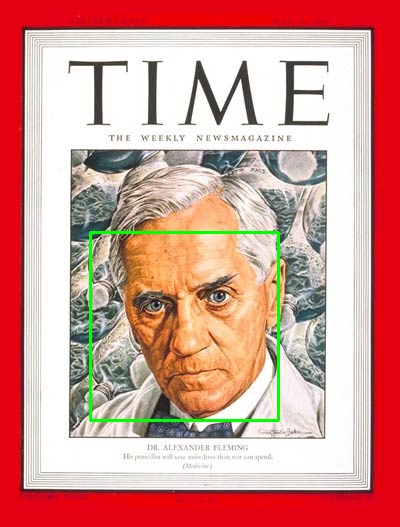 TIME
THE WEEKLY NEWSMAGAZINE
DR. ALEXANDER FLEMING
His penicillin will save more lives than war can spend.
(Medicine)